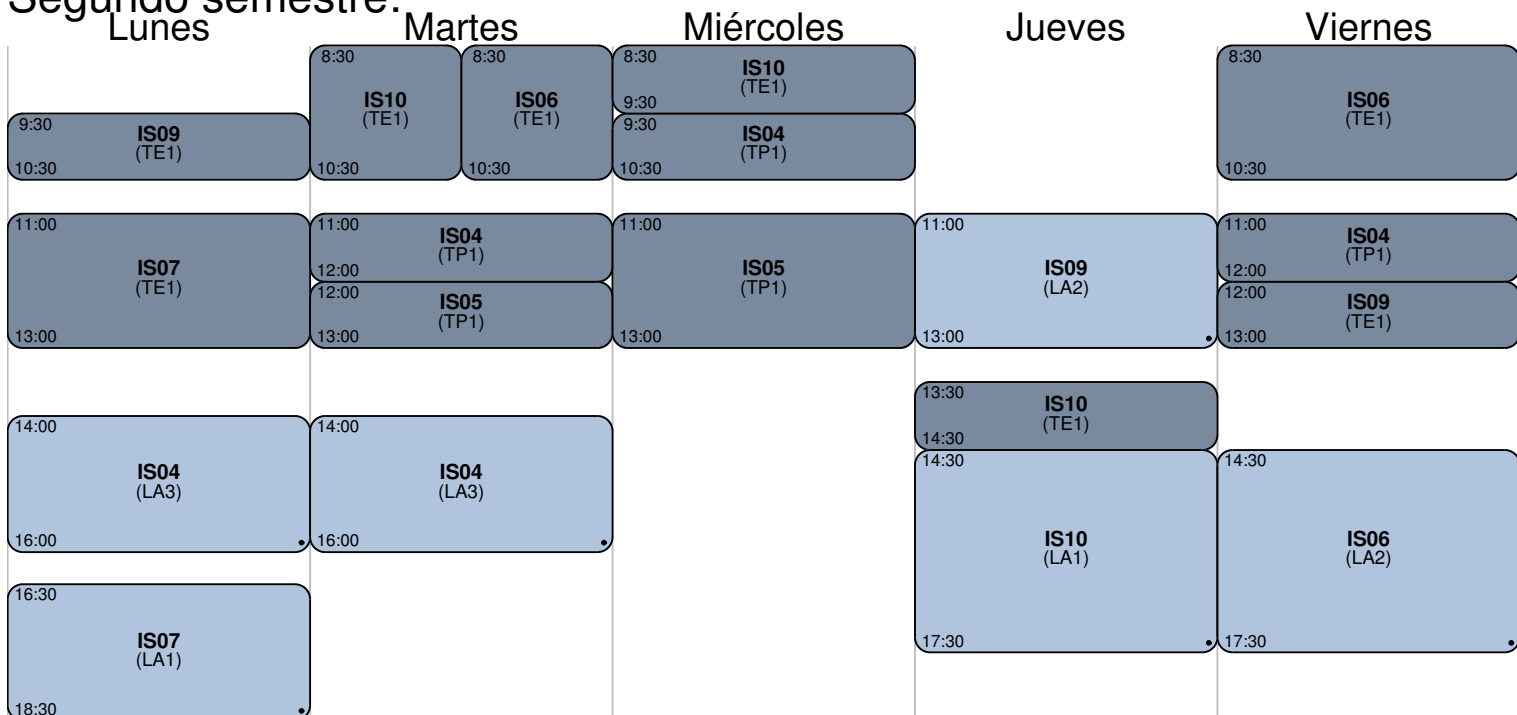 Segundo semestre:
Lunes
Martes
Miércoles
Jueves
Viernes
9:30
IS09
(TE1)
10:30
11:00
IS07
(TE1)
13:00
14:00
IS04
(LA3)
16:00
16:30
IS07
(LA1)
18:30
8:30
IS10
(TE1)
10:30
8:30
IS06
(TE1)
10:30
11:00
IS04
(TP1)
12:00
12:00
IS05
(TP1)
13:00
14:00
IS04
(LA3)
16:00
8:30
IS10
(TE1)
9:30
9:30
IS04
(TP1)
10:30
11:00
IS05
(TP1)
13:00
11:00
IS09
(LA2)
13:00
13:30
IS10
(TE1)
14:30
14:30
IS10
(LA1)
17:30
8:30
IS06
(TE1)
10:30
11:00
IS04
(TP1)
12:00
12:00
IS09
(TE1)
13:00
14:30
IS06
(LA2)
17:30